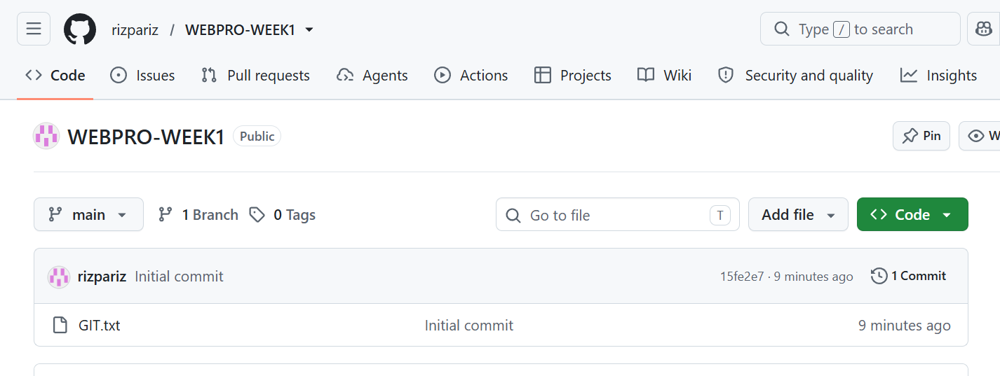 rizpariz / WEBPRO-WEEK1 Type / to search
Code Issues Pull requests Agents Actions Projects Wiki Security and quality Insights
WEBPRO-WEEK1 Public Pin W
main 1 Branch 0 Tags Go to file T Add file Code
rizpariz Initial commit 15fe2e7 · 9 minutes ago 1 Commit
GIT.txt Initial commit 9 minutes ago